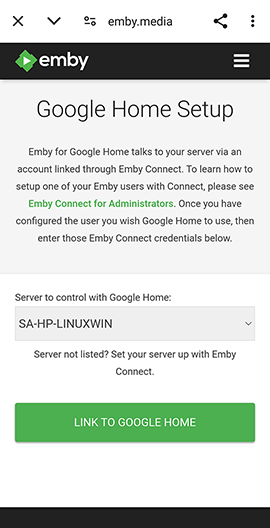 emby.media
emby
Google Home Setup
Emby for Google Home talks to your server via an
account linked through Emby Connect. To learn how to
setup one of your Emby users with Connect, please see
Emby Connect for Administrators. Once you have
configured the user you wish Google Home to use, then
enter those Emby Connect credentials below.
Server to control with Google Home:
SA-HP-LINUXWIN
Server not listed? Set your server up with Emby
Connect.
LINK TO GOOGLE HOME